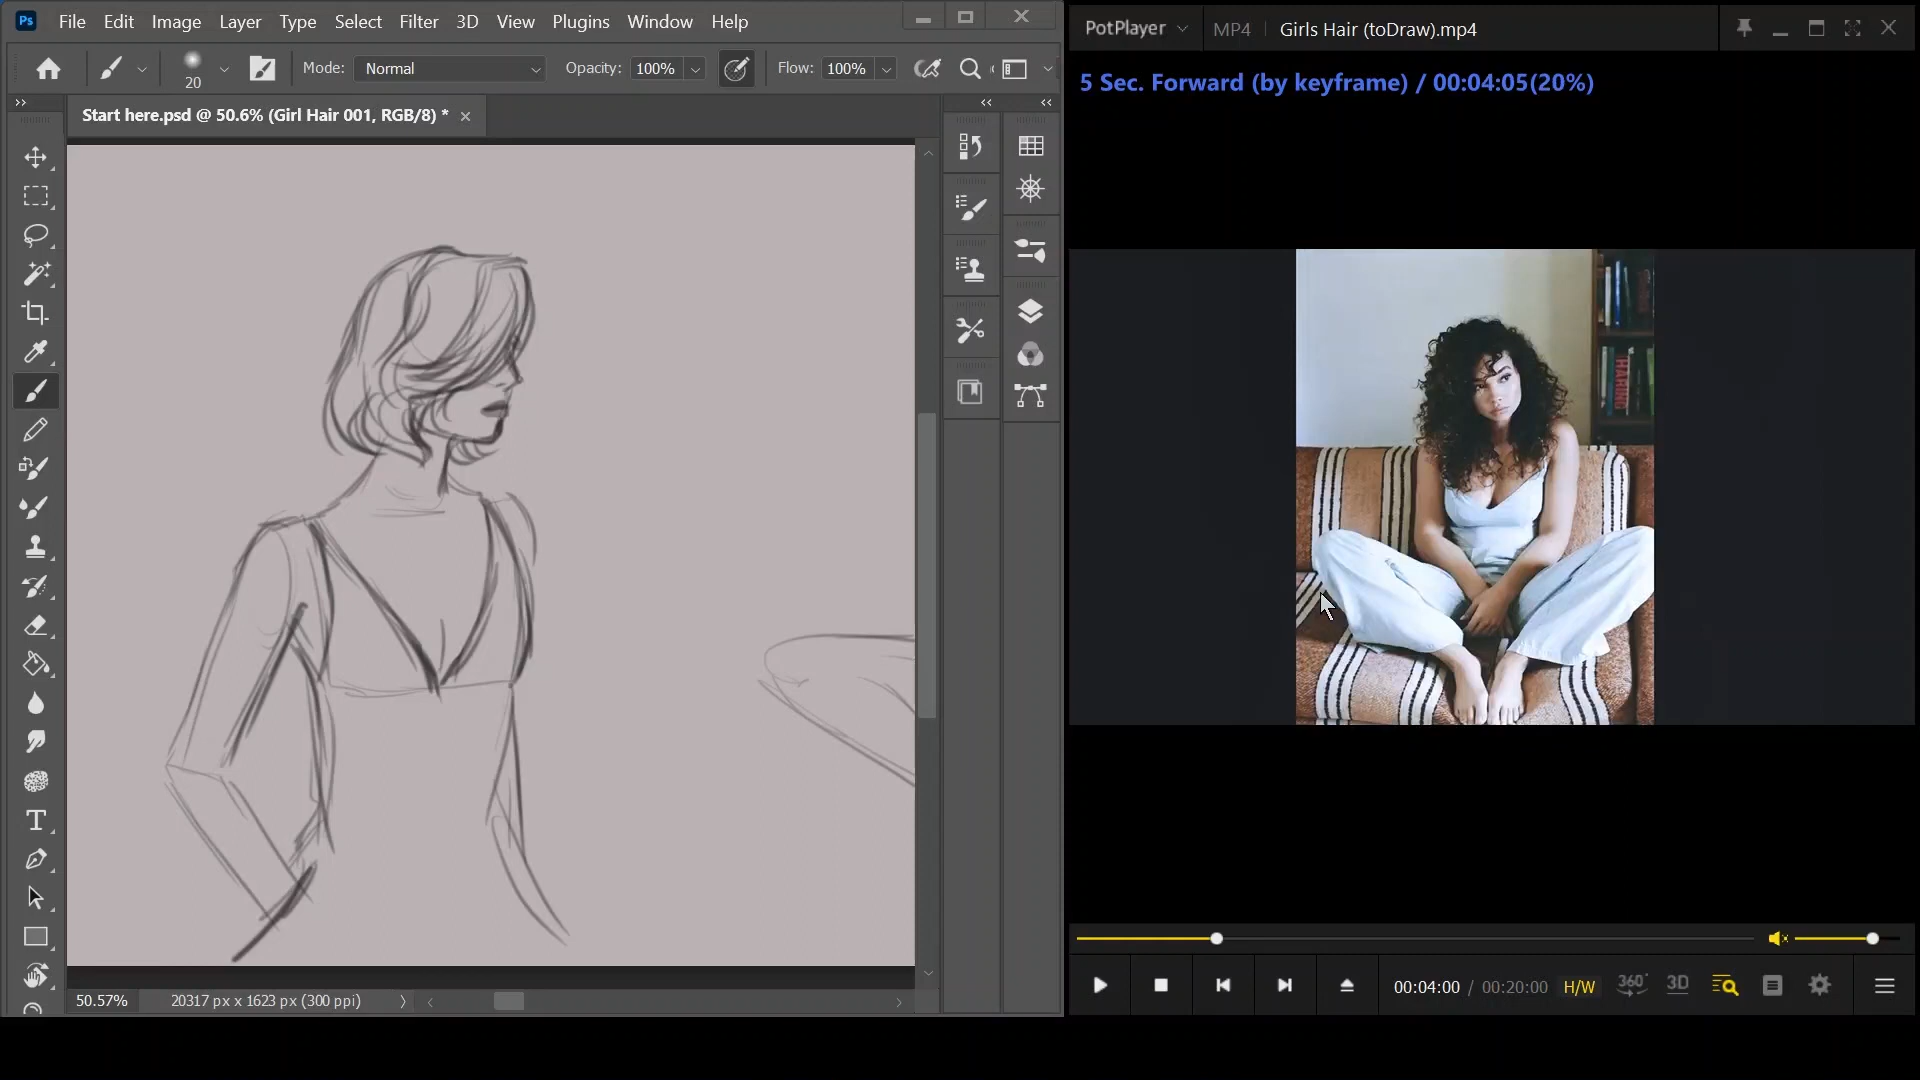 Ps File Edit Image Layer Type Select Filter 3D View Plugins Window Help
20 Mode: Normal Opacity: 100% Flow: 100%
Start here.psd @ 50.6% (Girl Hair 001, RGB/8) *
T
50.57% 20317 px x 1623 px (300 ppi)
PotPlayer MP4 Girls Hair (toDraw).mp4
5 Sec. Forward (by keyframe) / 00:04:05(20%)
HARING
00:04:00 / 00:20:00 H/W 360° 3D